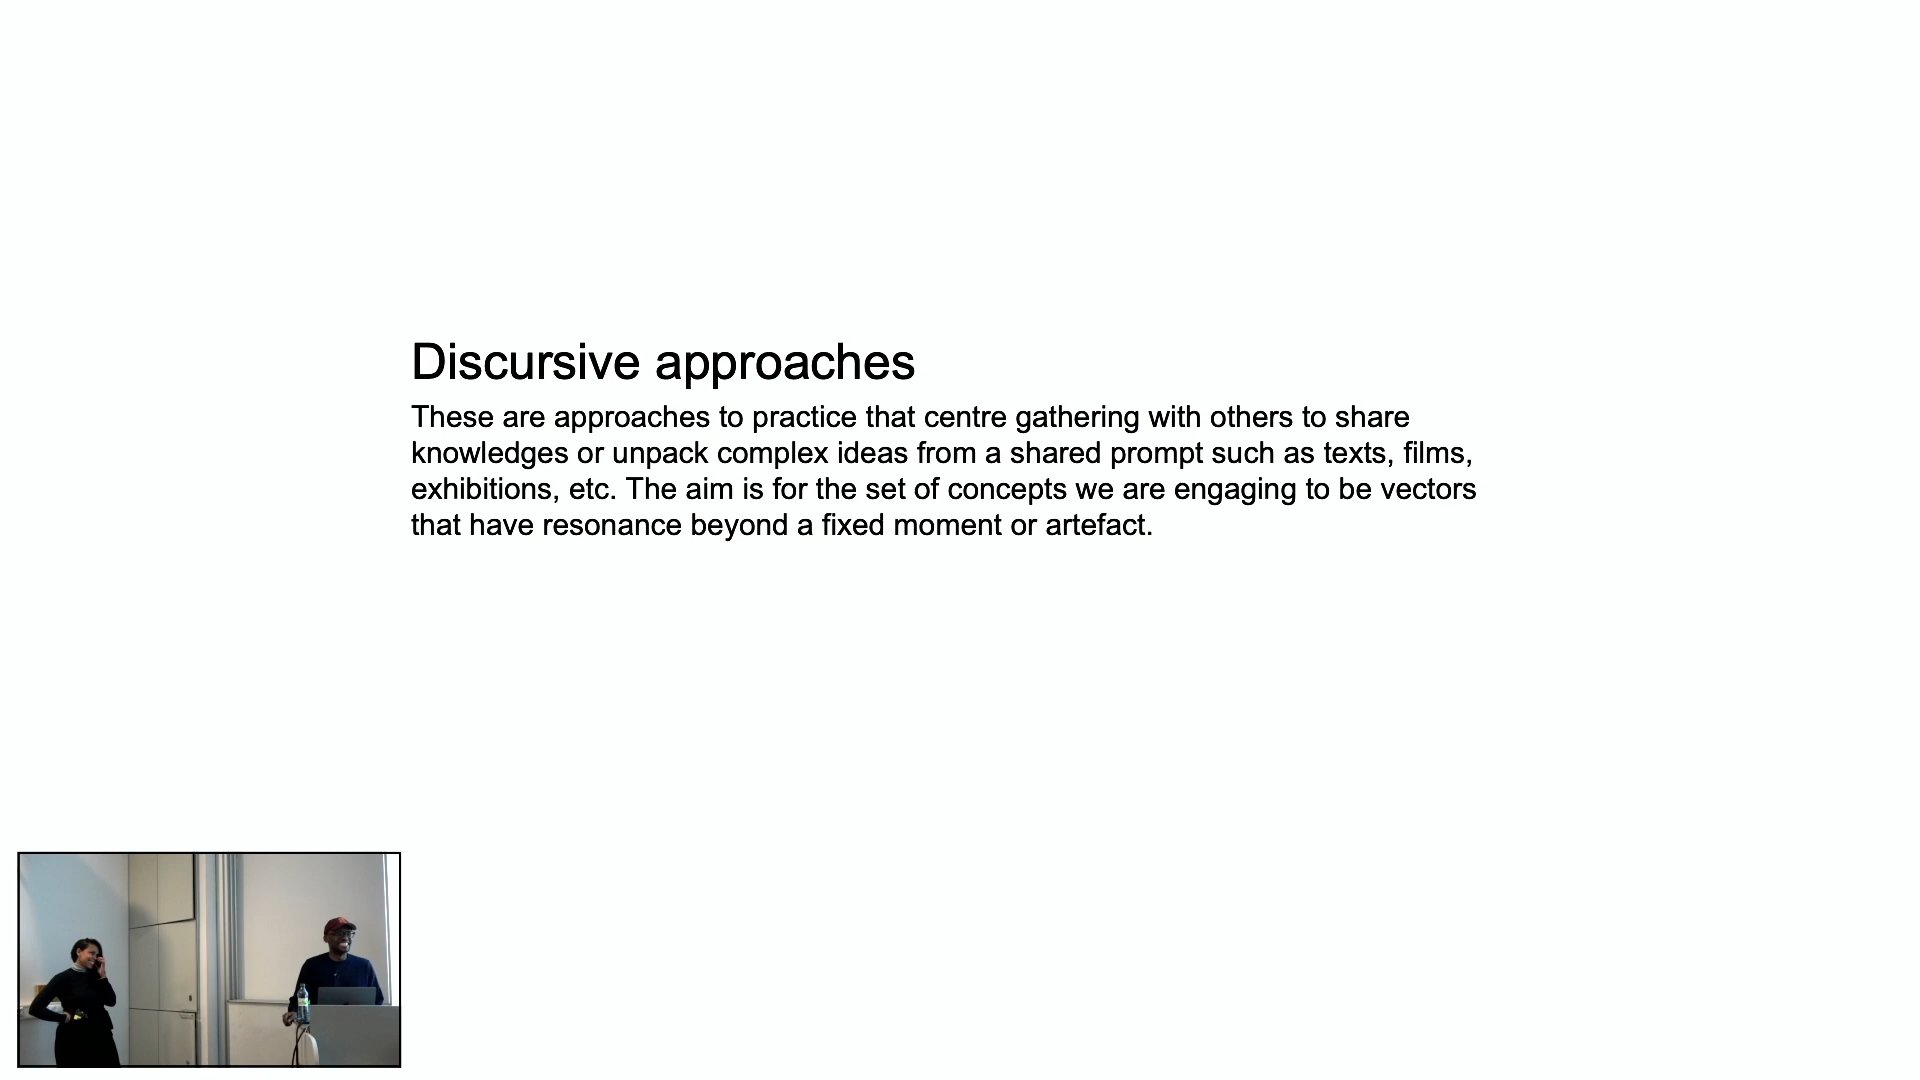 Discursive approaches
These are approaches to practice that centre gathering with others to share
knowledges or unpack complex ideas from a shared prompt such as texts, films,
exhibitions, etc. The aim is for the set of concepts we are engaging to be vectors
that have resonance beyond a fixed moment or artefact.